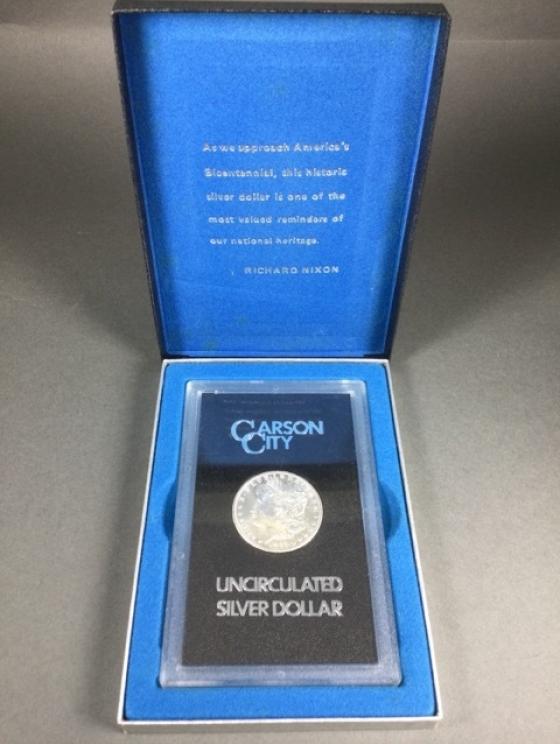 As we approach America's
Bicentennial, this historic
silver dollar is one of the
most valued reminders of
our national heritage.
RICHARD NIXON
CARSON
CITY
UNCIRCULATED
SILVER DOLLAR